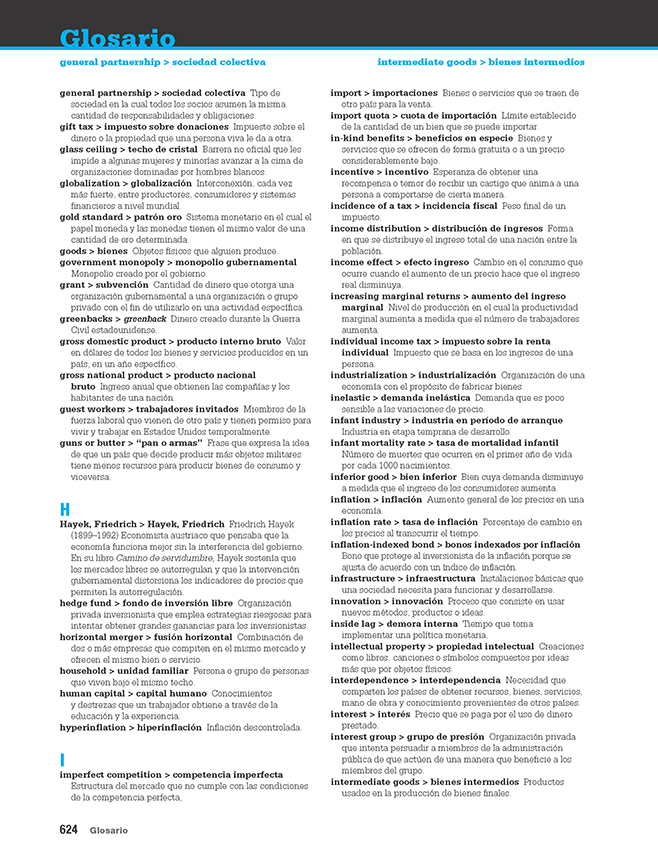 Glosario
general partnership > sociedad colectiva
intermediate goods > bienes intermedios
general partnership > sociedad colectiva Tipo de
sociedad en la cual todos los socios asumen la misma
cantidad de responsabilidades y obligaciones.
gift tax > impuesto sobre donaciones Impuesto sobre el
dinero o la propiedad que una persona viva le da a otra.
glass ceiling > techo de cristal Barrera no oficial que les
impide a algunas mujeres y minorías avanzar a la cima de
organizaciones dominadas por hombres blancos.
globalization > globalización Interconexión, cada vez
más fuerte, entre productores, consumidores y sistemas
financieros a nivel mundial.
gold standard > patrón oro Sistema monetario en el cual el
papel moneda y las monedas tienen el mismo valor de una
cantidad de oro determinada.
goods > bienes Objetos físicos que alguien produce.
government monopoly > monopolio gubernamental
Monopolio creado por el gobierno.
grant > subvención Cantidad de dinero que otorga una
organización gubernamental a una organización o grupo
privado con el fin de utilizarlo en una actividad específica.
greenbacks > greenback Dinero creado durante la Guerra
Civil estadounidense.
gross domestic product > producto interno bruto Valor
en dólares de todos los bienes y servicios producidos en un
país, en un año específico.
gross national product > producto nacional
bruto Ingreso anual que obtienen las compañías y los
habitantes de una nación.
guest workers > trabajadores invitados Miembros de la
fuerza laboral que vienen de otro país y tienen permiso para
vivir y trabajar en Estados Unidos temporalmente.
guns or butter > “pan o armas” Frase que expresa la idea
de que un país que decide producir más objetos militares
tiene menos recursos para producir bienes de consumo y
viceversa.
H
Hayek, Friedrich > Hayek, Friedrich Friedrich Hayek
(1899–1992) Economista austriaco que pensaba que la
economía funciona mejor sin la interferencia del gobierno.
En su libro Camino de servidumbre, Hayek sostenía que
los mercados libres se autorregulan y que la intervención
gubernamental distorsiona los indicadores de precios que
permiten la autorregulación.
hedge fund > fondo de inversión libre Organización
privada inversionista que emplea estrategias riesgosas para
intentar obtener grandes ganancias para los inversionistas.
horizontal merger > fusión horizontal Combinación de
dos o más empresas que compiten en el mismo mercado y
ofrecen el mismo bien o servicio.
household > unidad familiar Persona o grupo de personas
que viven bajo el mismo techo.
human capital > capital humano Conocimientos
y destrezas que un trabajador obtiene a través de la
educación y la experiencia.
hyperinflation > hiperinflación Inflación descontrolada.
I
imperfect competition > competencia imperfecta
Estructura del mercado que no cumple con las condiciones
de la competencia perfecta.
import > importaciones Bienes o servicios que se traen de
otro país para la venta.
import quota > cuota de importación Límite establecido
de la cantidad de un bien que se puede importar.
in-kind benefits > beneficios en especie Bienes y
servicios que se ofrecen de forma gratuita o a un precio
considerablemente bajo.
incentive > incentivo Esperanza de obtener una
recompensa o temor de recibir un castigo que anima a una
persona a comportarse de cierta manera.
incidence of a tax > incidencia fiscal Peso final de un
impuesto.
income distribution > distribución de ingresos Forma
en que se distribuye el ingreso total de una nación entre la
población.
income effect > efecto ingreso Cambio en el consumo que
ocurre cuando el aumento de un precio hace que el ingreso
real disminuya.
increasing marginal returns > aumento del ingreso
marginal Nivel de producción en el cual la productividad
marginal aumenta a medida que el número de trabajadores
aumenta.
individual income tax > impuesto sobre la renta
individual Impuesto que se basa en los ingresos de una
persona.
industrialization > industrialización Organización de una
economía con el propósito de fabricar bienes.
inelastic > demanda inelástica Demanda que es poco
sensible a las variaciones de precio.
infant industry > industria en período de arranque
Industria en etapa temprana de desarrollo.
infant mortality rate > tasa de mortalidad infantil
Número de muertes que ocurren en el primer año de vida
por cada 1000 nacimientos.
inferior good > bien inferior Bien cuya demanda disminuye
a medida que el ingreso de los consumidores aumenta.
inflation > inflación Aumento general de los precios en una
economía.
inflation rate > tasa de inflación Porcentaje de cambio en
los precios al transcurrir el tiempo.
inflation-indexed bond > bonos indexados por inflación
Bono que protege al inversionista de la inflación porque se
ajusta de acuerdo con un índice de inflación.
infrastructure > infraestructura Instalaciones básicas que
una sociedad necesita para funcionar y desarrollarse.
innovation > innovación Proceso que consiste en usar
nuevos métodos, productos o ideas.
inside lag > demora interna Tiempo que toma
implementar una política monetaria.
intellectual property > propiedad intelectual Creaciones
como libros, canciones o símbolos compuestos por ideas
más que por objetos físicos.
interdependence > interdependencia Necesidad que
comparten los países de obtener recursos, bienes, servicios,
mano de obra y conocimiento provenientes de otros países.
interest > interés Precio que se paga por el uso de dinero
prestado.
interest group > grupo de presión Organización privada
que intenta persuadir a miembros de la administración
pública de que actúen de una manera que beneficie a los
miembros del grupo.
intermediate goods > bienes intermedios Productos
usados en la producción de bienes finales.
624 Glosario